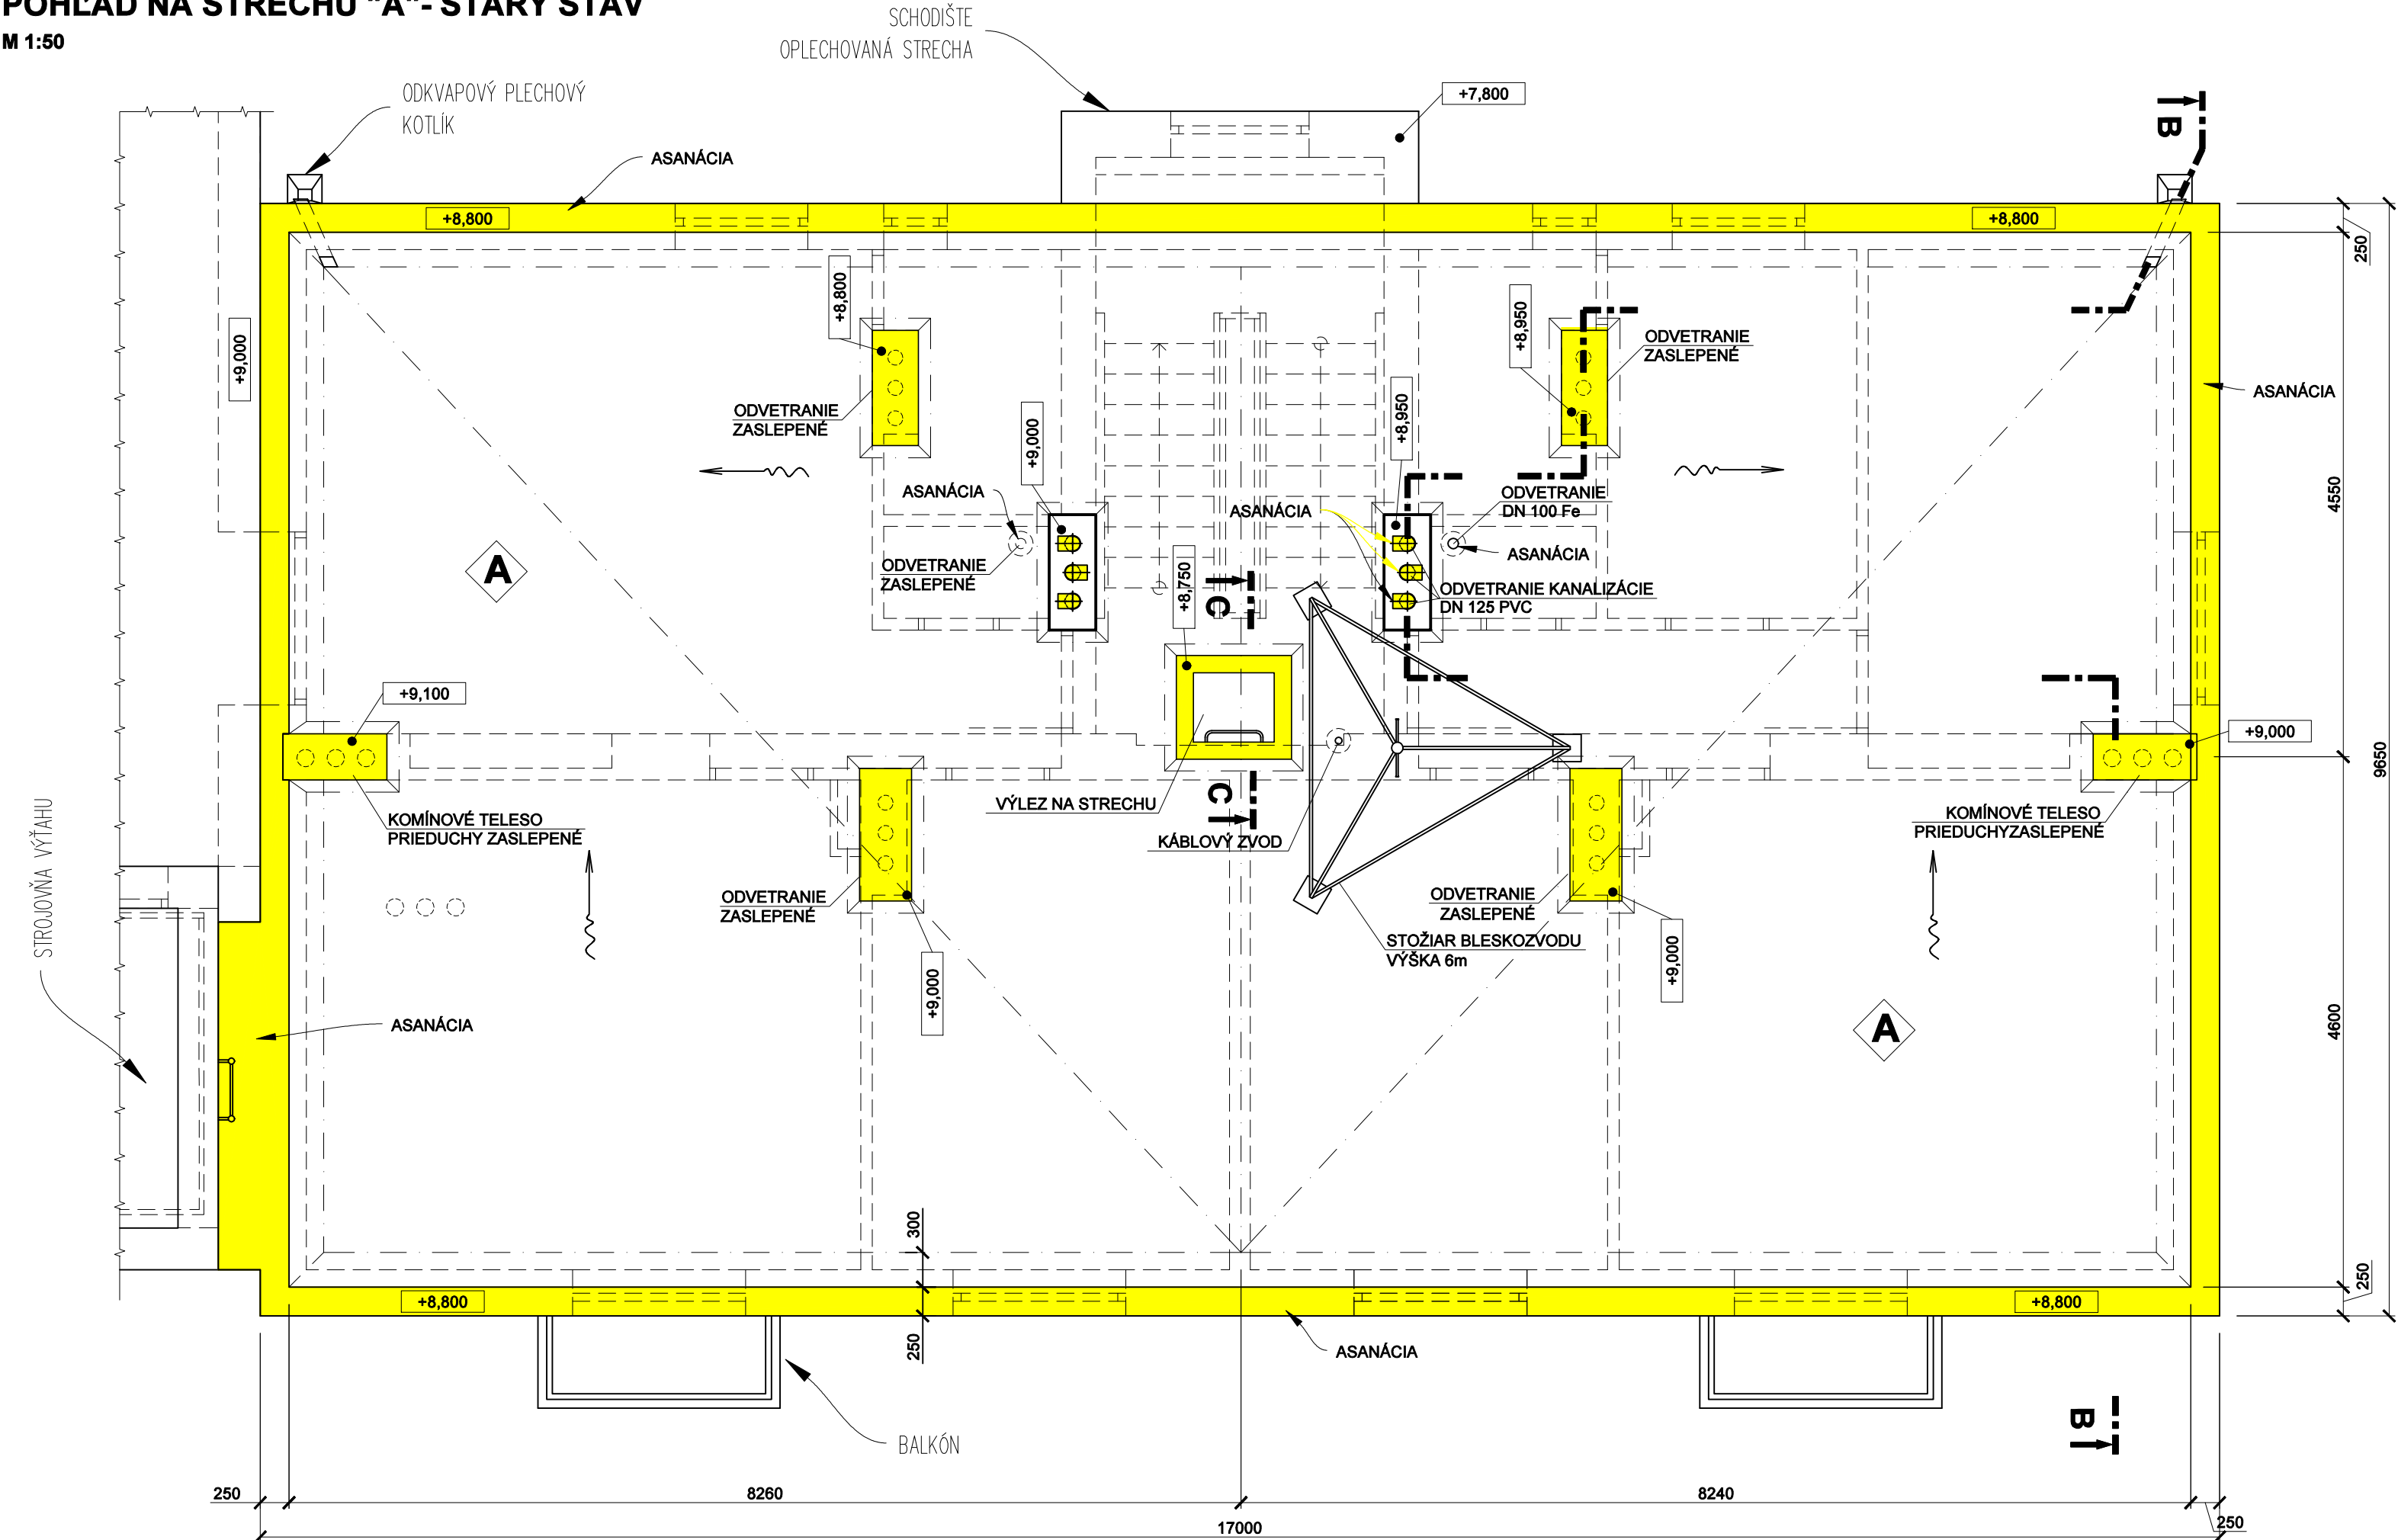 POHĽAD NA STRECHU "A"- STARÝ STAV
M 1:50
SCHODIŠTE
OPLECHOVANÁ STRECHA
+7,800
ODKVAPOVÝ PLECHOVÝ
KOTLÍK
ASANÁCIA
B
+8,800
+8,800
250
+9,000
+8,800
+8,950
ODVETRANIE
ZASLEPENÉ
ASANÁCIA
ODVETRANIE
ZASLEPENÉ
+9,000
+8,950
ASANÁCIA
ASANÁCIA
ODVETRANIE
DN 100 Fe
4550
ASANÁCIA
ODVETRANIE
ZASLEPENÉ
A
+8,750
C
ODVETRANIE KANALIZÁCIE
DN 125 PVC
+9,100
+9,000
9650
VÝLEZ NA STRECHU
C
KÁBLOVÝ ZVOD
KOMÍNOVÉ TELESO
PRIEDUCHY ZASLEPENÉ
KOMÍNOVÉ TELESO
PRIEDUCHYZASLEPENÉ
STROJOVŇA VÝŤAHU
ODVETRANIE
ZASLEPENÉ
ODVETRANIE
ZASLEPENÉ
STOŽIAR BLESKOZVODU
VÝŠKA 6m
+9,000
+9,000
ASANÁCIA
A
4600
300
250
+8,800
+8,800
250
ASANÁCIA
BALKÓN
B
250
8260
8240
250
17000